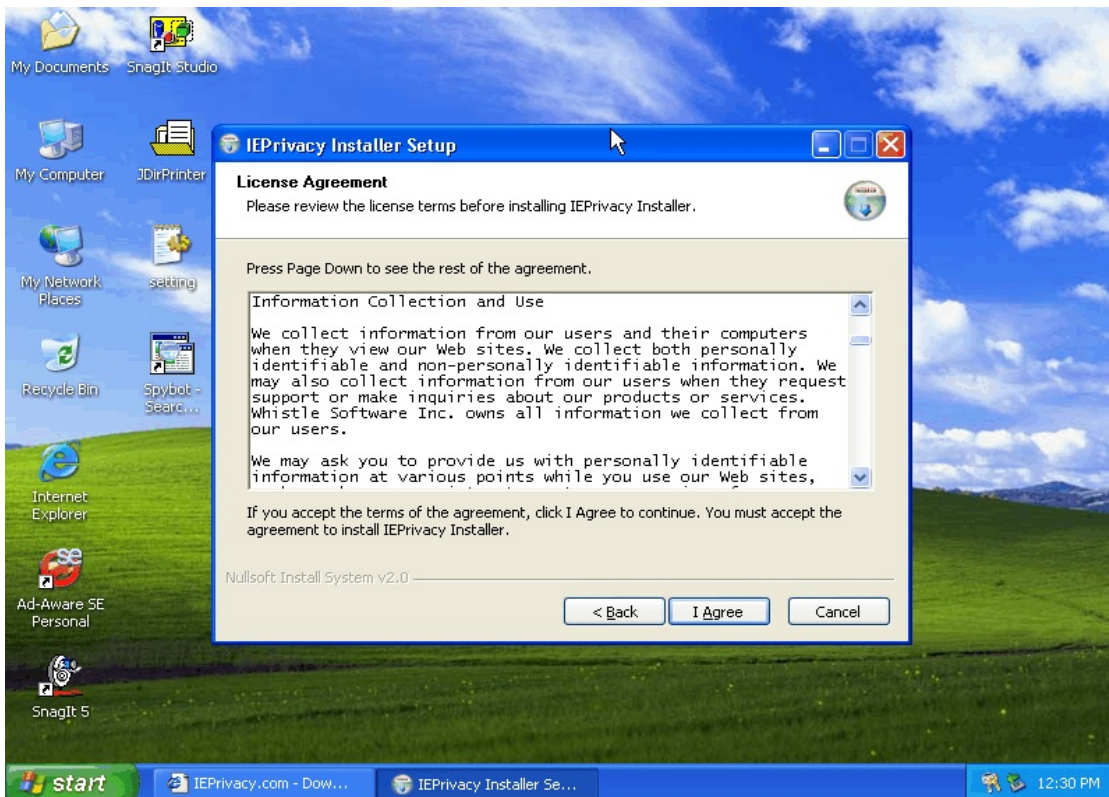 My Documents
SnagIt Studio
My Computer
JDirPrinter
My Network
Places
setting
Recycle Bin
Spybot -
Searc...
Internet
Explorer
Ad-Aware SE
Personal
SnagIt 5
IEPrivacy Installer Setup
License Agreement
Please review the license terms before installing IEPrivacy Installer.
Press Page Down to see the rest of the agreement.
Information Collection and Use
We collect information from our users and their computers
when they view our Web sites. We collect both personally
identifiable and non-personally identifiable information. We
may also collect information from our users when they request
support or make inquiries about our products or services.
Whistle Software Inc. owns all information we collect from
our users.
We may ask you to provide us with personally identifiable
information at various points while you use our Web sites,
If you accept the terms of the agreement, click I Agree to continue. You must accept the
agreement to install IEPrivacy Installer.
Nullsoft Install System v2.0
< Back
I Agree
Cancel
start
IEPrivacy.com - Dow...
IEPrivacy Installer Se...
12:30 PM